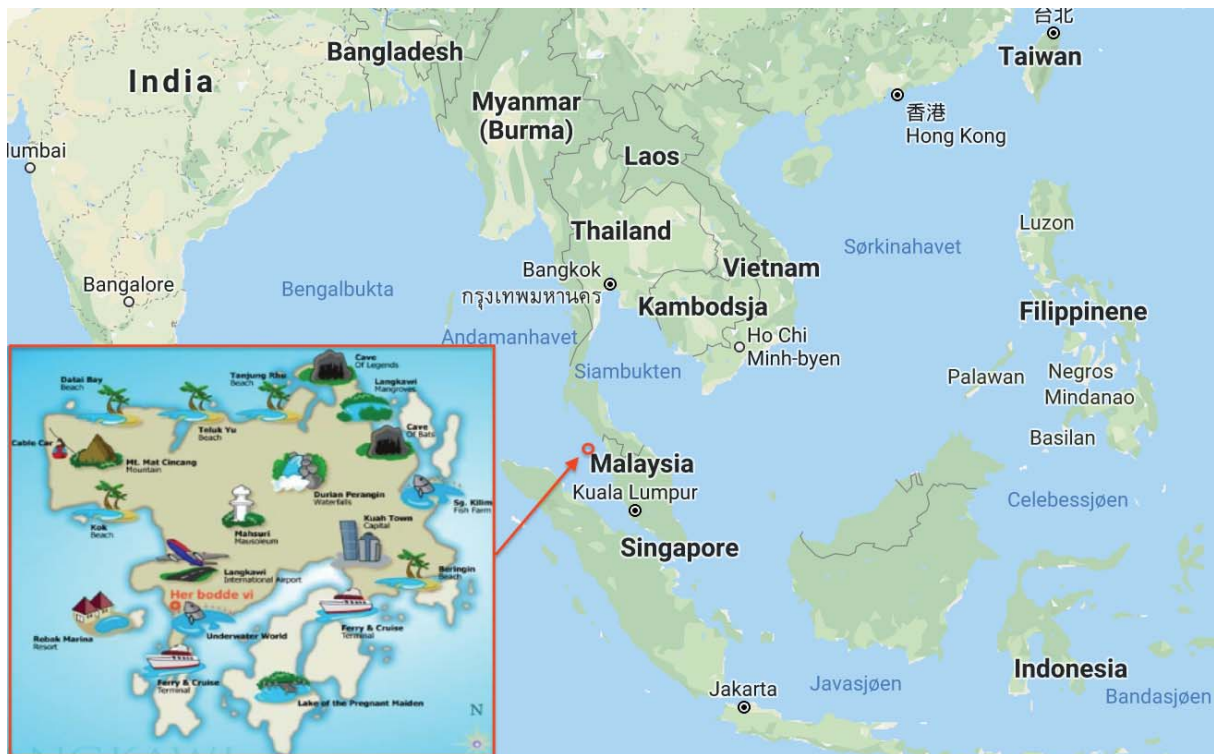 台北
Taiwan
Bangladesh
India
Myanmar
(Burma)
香港
Hong Kong
Laos
Luzon
Thailand
Sørkinahavet
Bangkok
กรุงเทพมหานคร
Vietnam
Bangalore
Bengalbukta
Kambodsja
Filippinene
Andamanhavet
Ho Chi
Minh-byen
Siambukten
Palawan
Negros
Mindanao
Basilan
Malaysia
Kuala Lumpur
Celebessjøen
Singapore
Indonesia
Jakarta
Javasjøen
Bandasjøen
Cave
Of Legends
Datai Bay
Beach
Tanjung Rhu
Beach
Langkawi
Mangroves
Teluk Yu
Beach
Cave
Of Bats
Cable Car
Mt. Mat Cincang
Mountain
Durian Perangin
Waterfalls
Sg. Kilim
Fish Farm
Kok
Beach
Mahsuri
Mausoleum
Kuah Town
Capital
Langkawi
International Airport
Beringin
Beach
Her bodde vi
Rebak Marina
Resort
Underwater World
Ferry & Cruise
Terminal
Ferry & Cruise
Terminal
Lake of the Pregnant Maiden
N